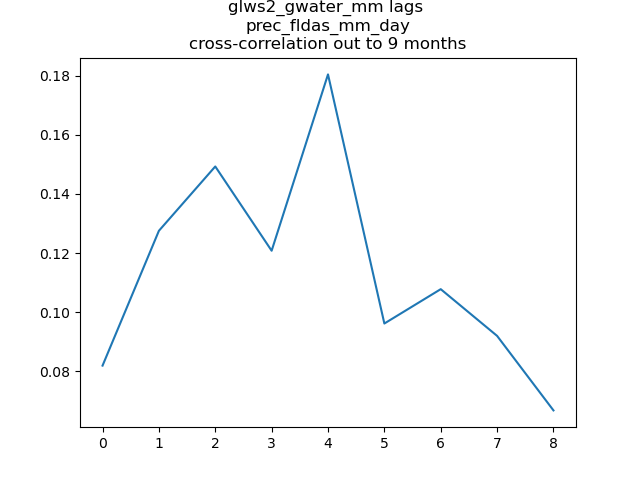 glws2_gwater_mm lags
prec_fldas_mm_day
cross-correlation out to 9 months
0.18
0.16
0.14
0.12
0.10
0.08
0 1 2 3 4 5 6 7 8